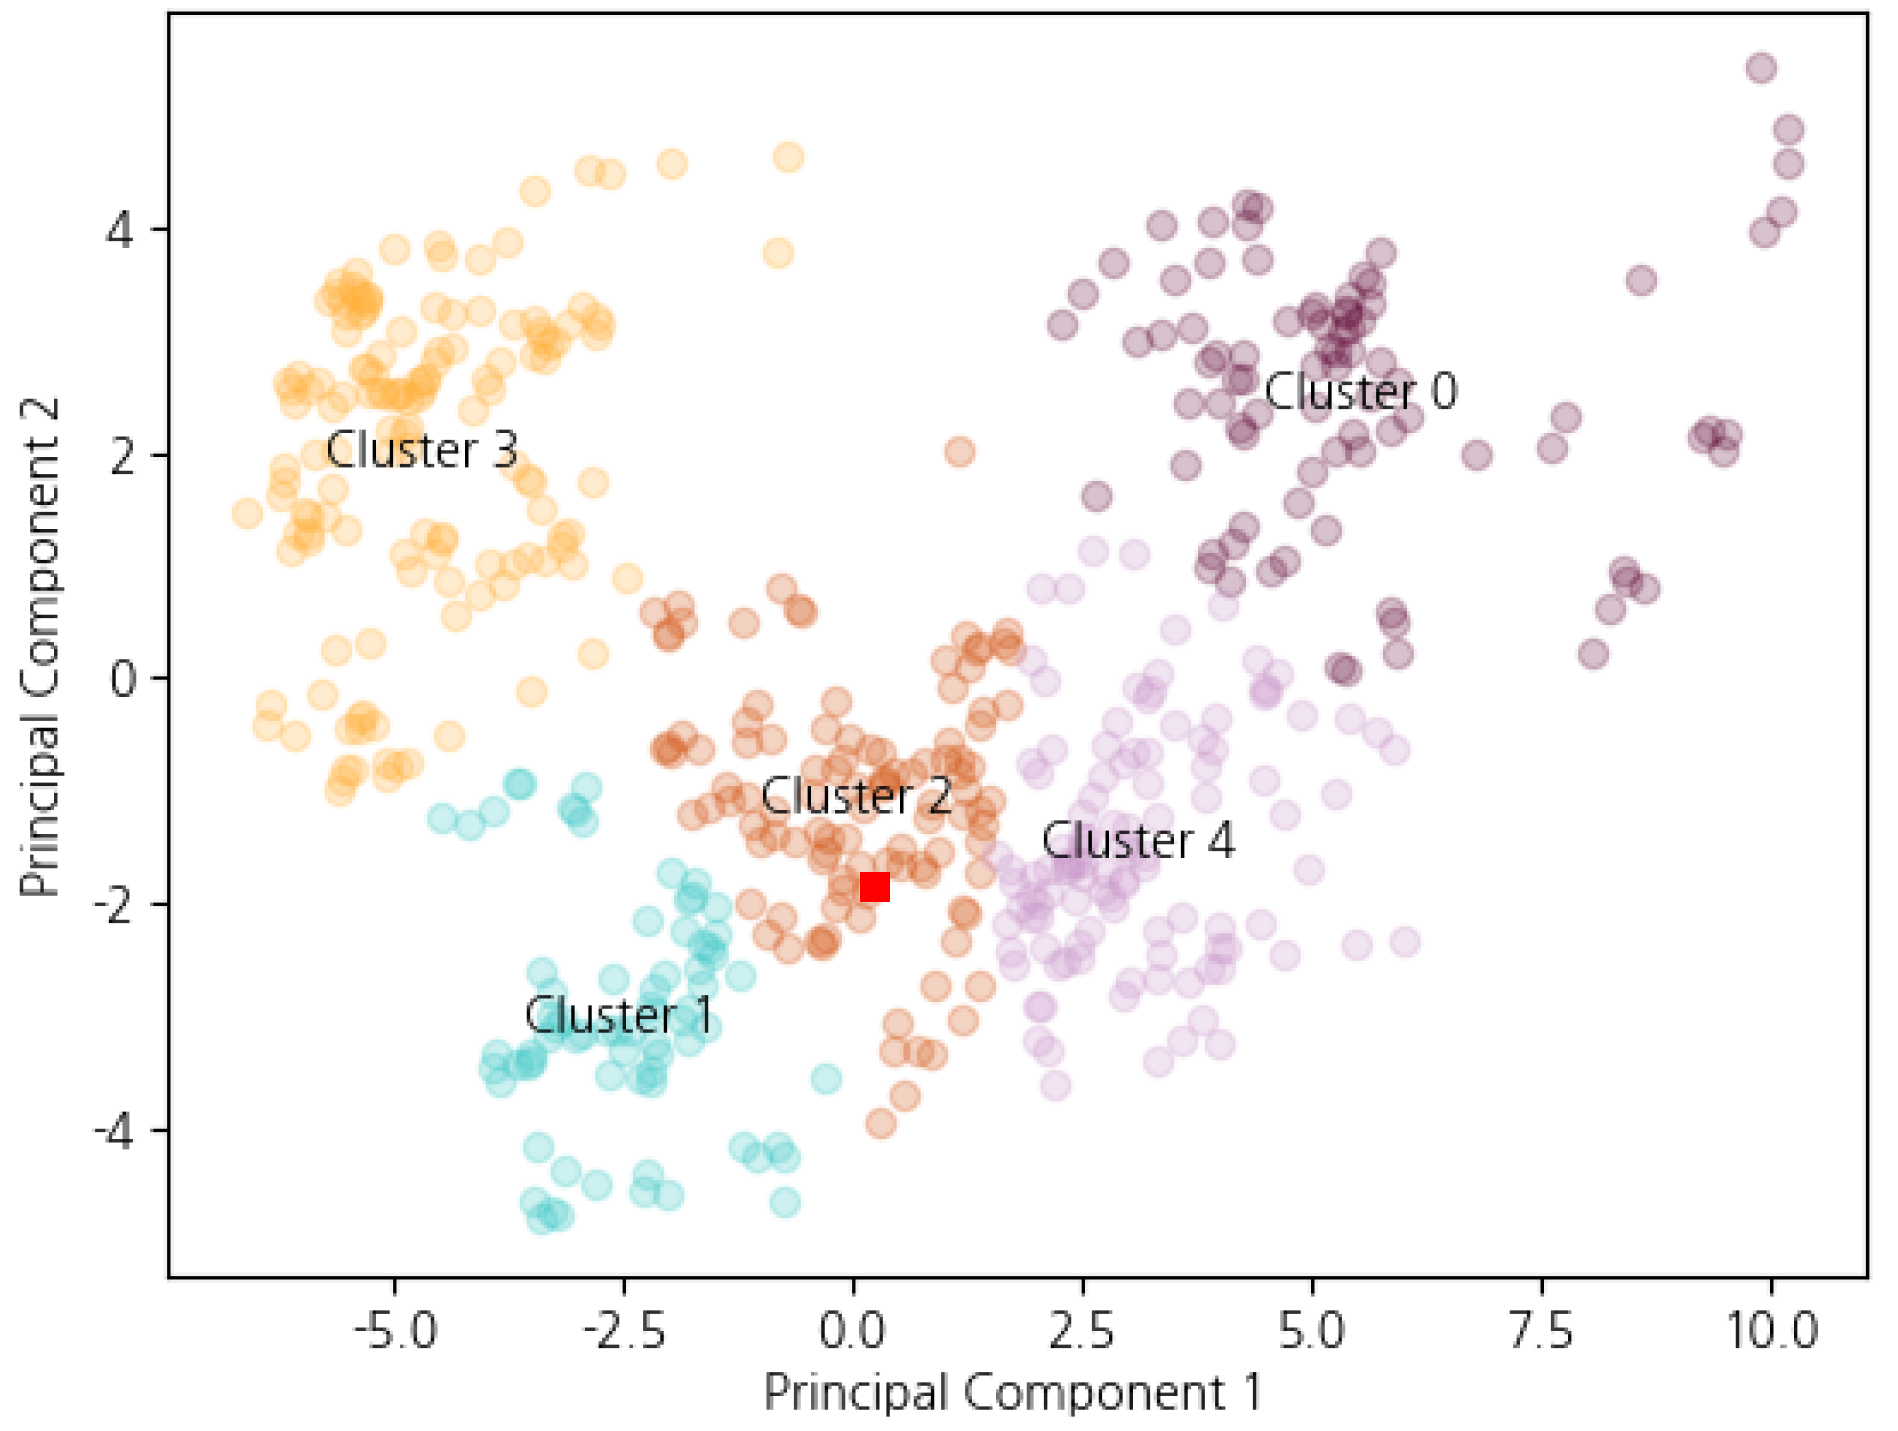 4
2
0
-2
-4
Principal Component 2
Cluster 0
Cluster 3
Cluster 2
Cluster 4
Cluster 1
-5.0 -2.5 0.0 2.5 5.0 7.5 10.0
Principal Component 1